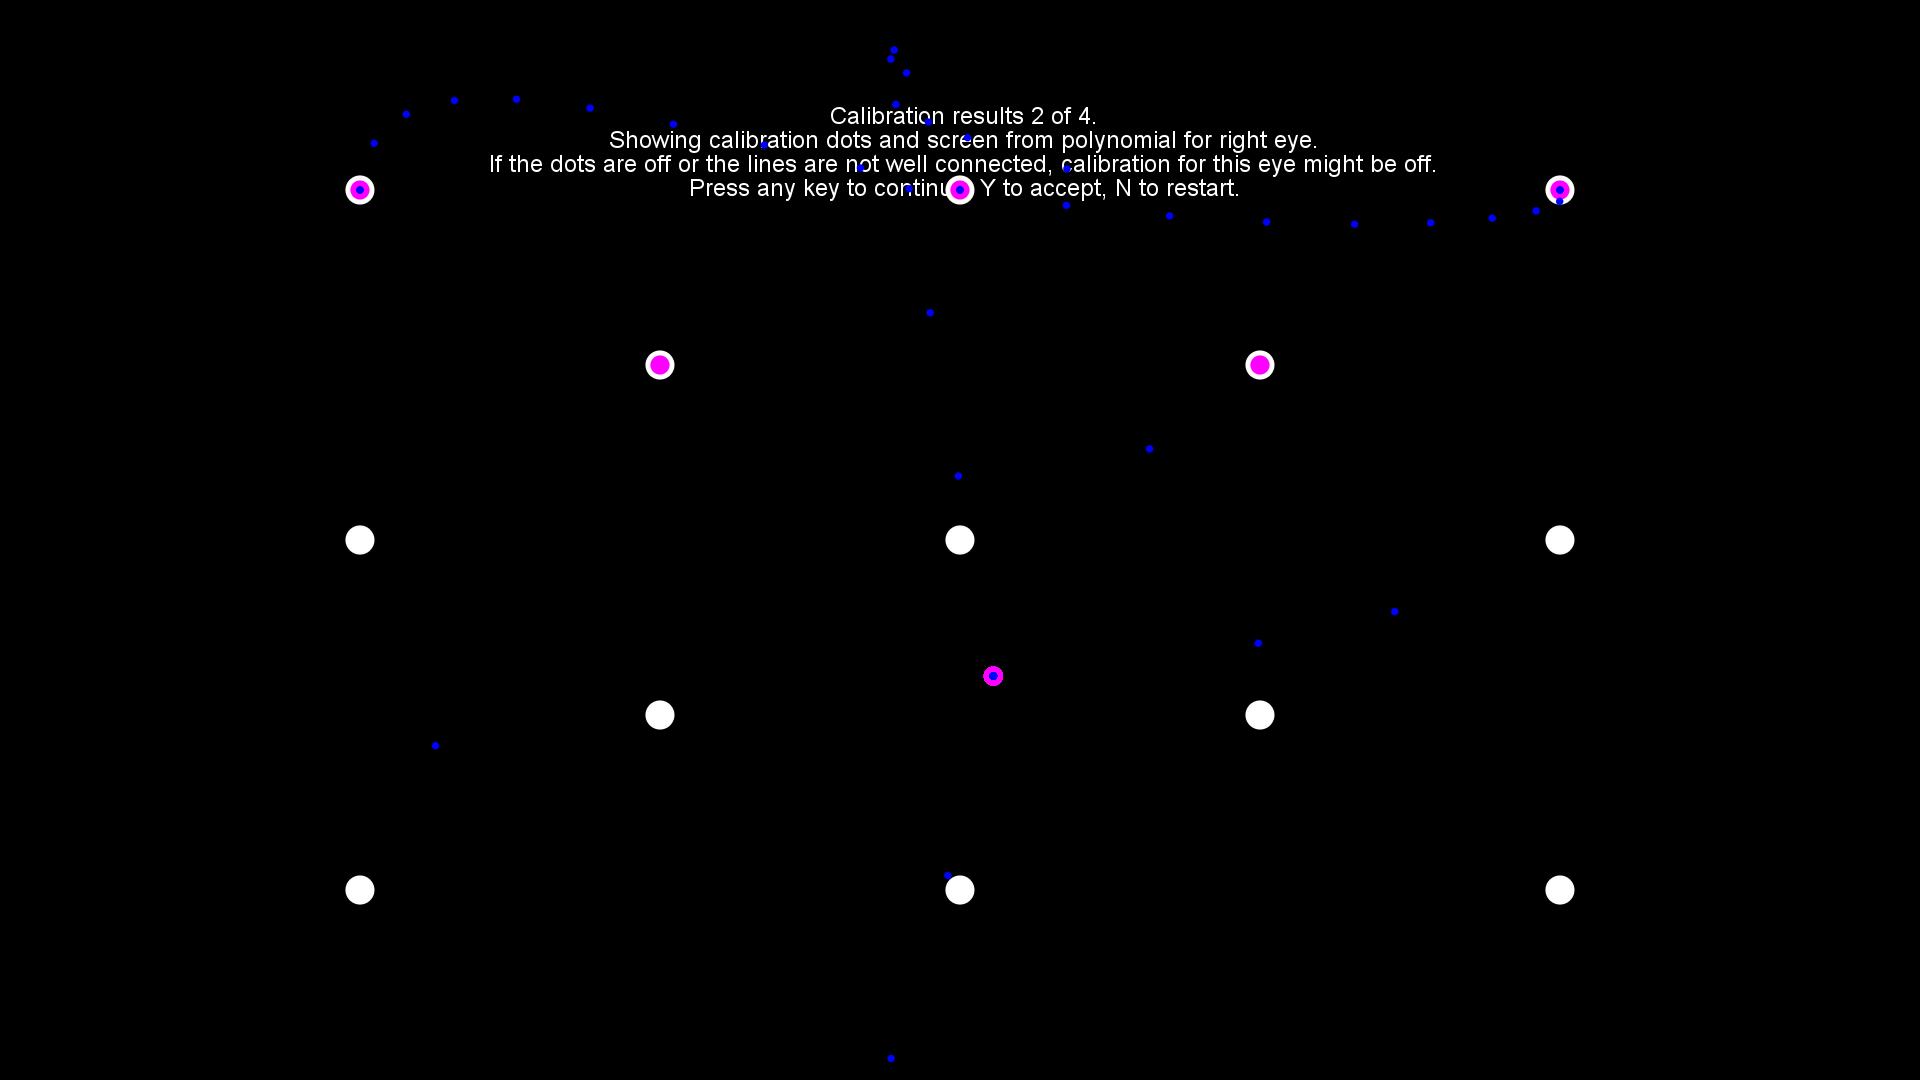 Calibration results 2 of 4.
Showing calibration dots and screen from polynomial for right eye.
If the dots are off or the lines are not well connected, calibration for this eye might be off.
Press any key to continu Y to accept, N to restart.